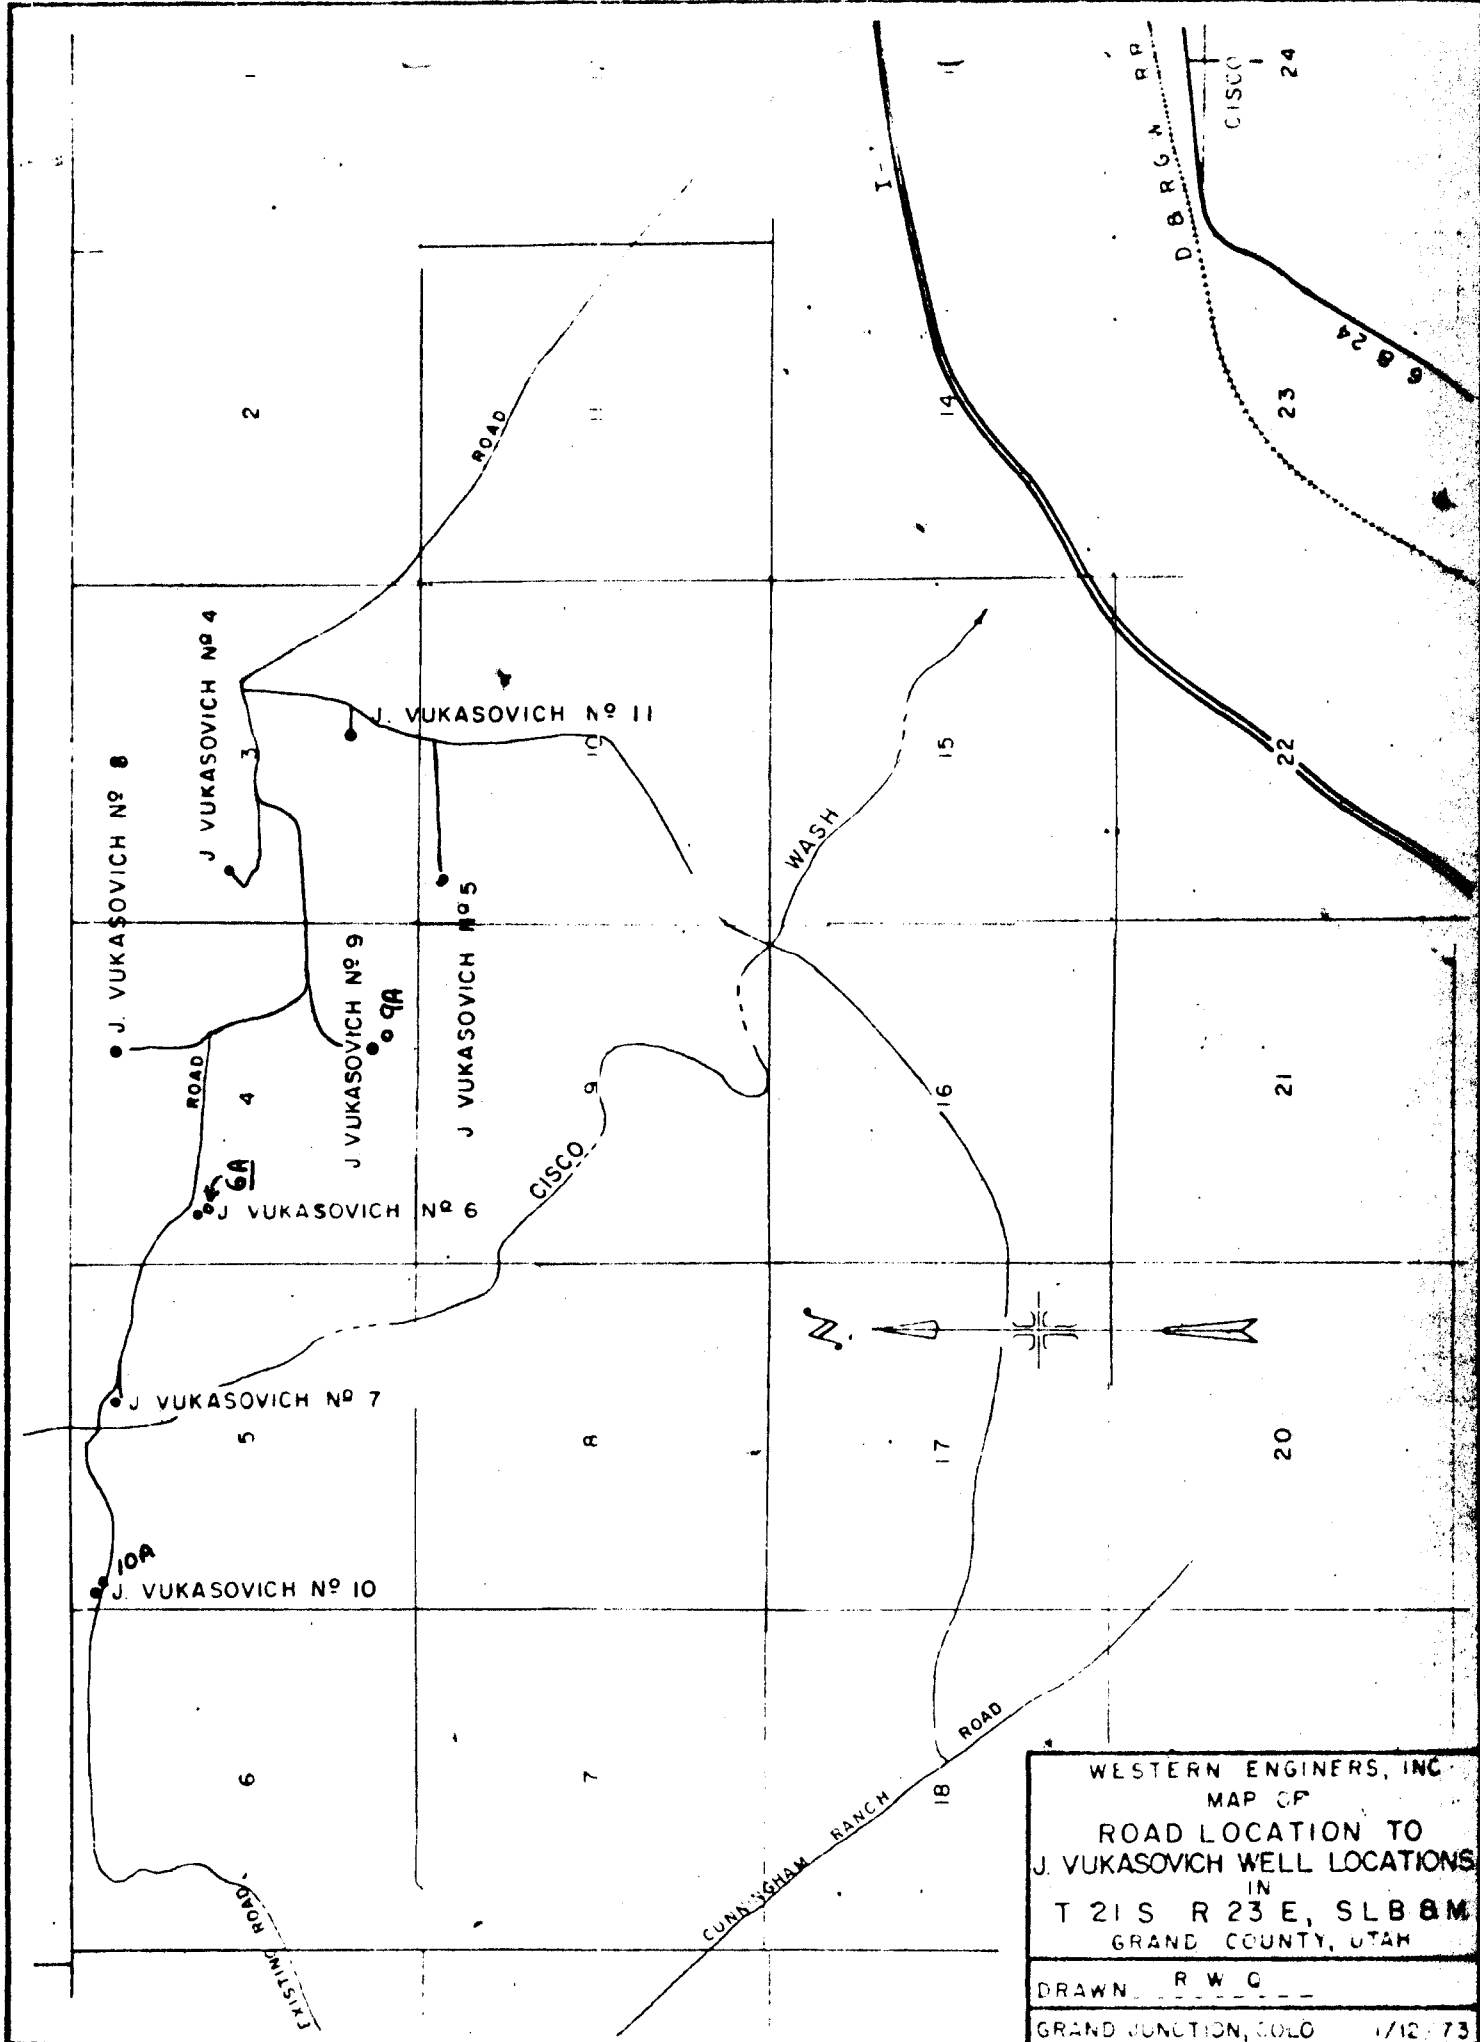 I-
D & R G W R R
CISCO
24
6 & 24
23
1
2
ROAD
11
14
J VUKASOVICH Nº 4
3
J. VUKASOVICH Nº 11
10
15
22
J. VUKASOVICH Nº 8
WASH
J VUKASOVICH Nº 9
9A
J VUKASOVICH Nº 5
ROAD
4
9
16
21
6A
J VUKASOVICH Nº 6
CISCO
N.
J VUKASOVICH Nº 7
5
8
17
20
10A
J. VUKASOVICH Nº 10
6
7
18
CUNNINGHAM RANCH ROAD
EXISTING ROAD
WESTERN ENGINERS, INC
MAP OF
ROAD LOCATION TO
J. VUKASOVICH WELL LOCATIONS
IN
T 21 S R 23 E, SLB & M
GRAND COUNTY, UTAH
DRAWN R W Q
GRAND JUNCTION, COLO 1/12/73